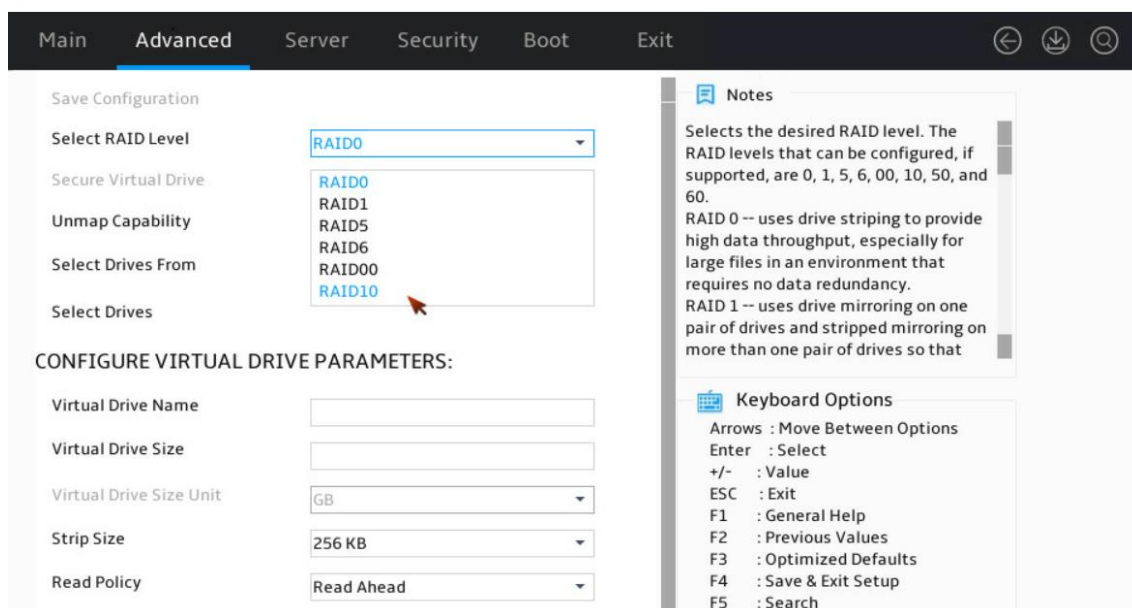 Main Advanced Server Security Boot Exit
Save Configuration
Select RAID Level RAID0
Secure Virtual Drive
Unmap Capability
Select Drives From
Select Drives
RAID0
RAID1
RAID5
RAID6
RAID00
RAID10
CONFIGURE VIRTUAL DRIVE PARAMETERS:
Virtual Drive Name
Virtual Drive Size
Virtual Drive Size Unit GB
Strip Size 256 KB
Read Policy Read Ahead
Notes
Selects the desired RAID level. The
RAID levels that can be configured, if
supported, are 0, 1, 5, 6, 00, 10, 50, and
60.
RAID 0 -- uses drive striping to provide
high data throughput, especially for
large files in an environment that
requires no data redundancy.
RAID 1 -- uses drive mirroring on one
pair of drives and stripped mirroring on
more than one pair of drives so that
Keyboard Options
Arrows : Move Between Options
Enter : Select
+/- : Value
ESC : Exit
F1 : General Help
F2 : Previous Values
F3 : Optimized Defaults
F4 : Save & Exit Setup
F5 : Search